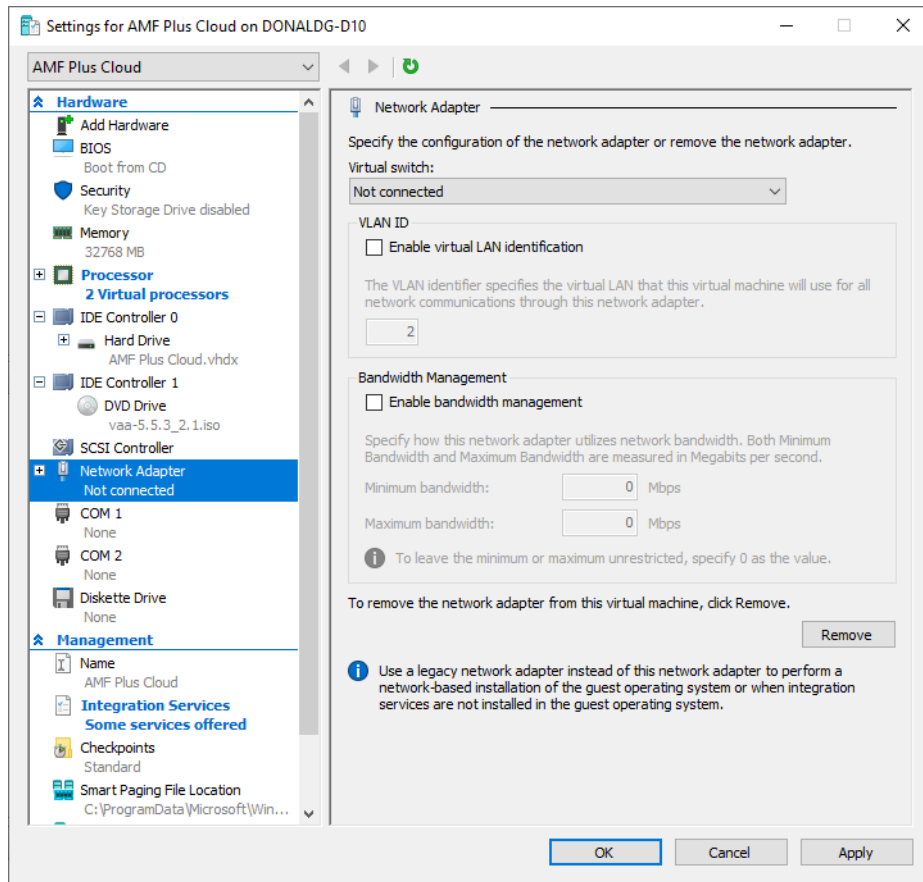 Settings for AMF Plus Cloud on DONALDG-D10
AMF Plus Cloud
Hardware
Add Hardware
BIOS
Boot from CD
Security
Key Storage Drive disabled
Memory
32768 MB
Processor
2 Virtual processors
IDE Controller 0
Hard Drive
AMF Plus Cloud.vhdx
IDE Controller 1
DVD Drive
vaa-5.5.3_2.1.iso
SCSI Controller
Network Adapter
Not connected
COM 1
None
COM 2
None
Diskette Drive
None
Management
Name
AMF Plus Cloud
Integration Services
Some services offered
Checkpoints
Standard
Smart Paging File Location
C:\ProgramData\Microsoft\Win...
Network Adapter
Specify the configuration of the network adapter or remove the network adapter.
Virtual switch:
Not connected
VLAN ID
Enable virtual LAN identification
The VLAN identifier specifies the virtual LAN that this virtual machine will use for all
network communications through this network adapter.
2
Bandwidth Management
Enable bandwidth management
Specify how this network adapter utilizes network bandwidth. Both Minimum
Bandwidth and Maximum Bandwidth are measured in Megabits per second.
Minimum bandwidth: 0 Mbps
Maximum bandwidth: 0 Mbps
To leave the minimum or maximum unrestricted, specify 0 as the value.
To remove the network adapter from this virtual machine, click Remove.
Remove
Use a legacy network adapter instead of this network adapter to perform a
network-based installation of the guest operating system or when integration
services are not installed in the guest operating system.
OK Cancel Apply